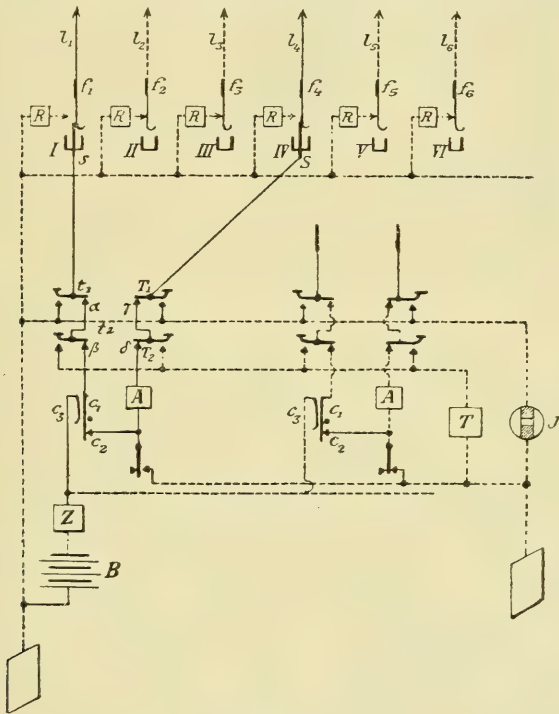 l₁ l₂ l₃ l₄ l₅ l₆
f₁ f₂ f₃ f₄ f₅ f₆
R R R R R R
I II III IV V VI
s S
t₁ T₁
α γ
t₂
β δ T₂
c₃ c₁ A c₃ c₁ A T J
c₂ c₂
Z
B